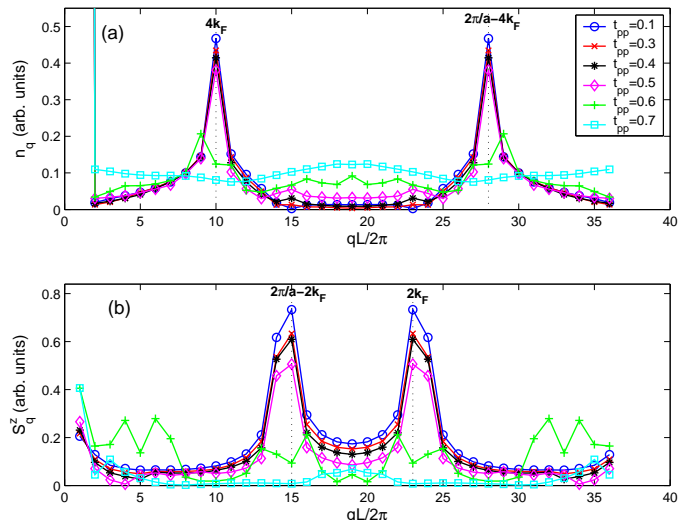 4k_F
2π/a−4k_F
(a)
t_pp=0.1
t_pp=0.3
t_pp=0.4
t_pp=0.5
t_pp=0.6
t_pp=0.7
n_q (arb. units)
0.5
0.4
0.3
0.2
0.1
0
0 5 10 15 20 25 30 35 40
qL/2π
2π/a−2k_F
2k_F
(b)
S_q^z (arb. units)
0.8
0.6
0.4
0.2
0
0 5 10 15 20 25 30 35 40
qL/2π